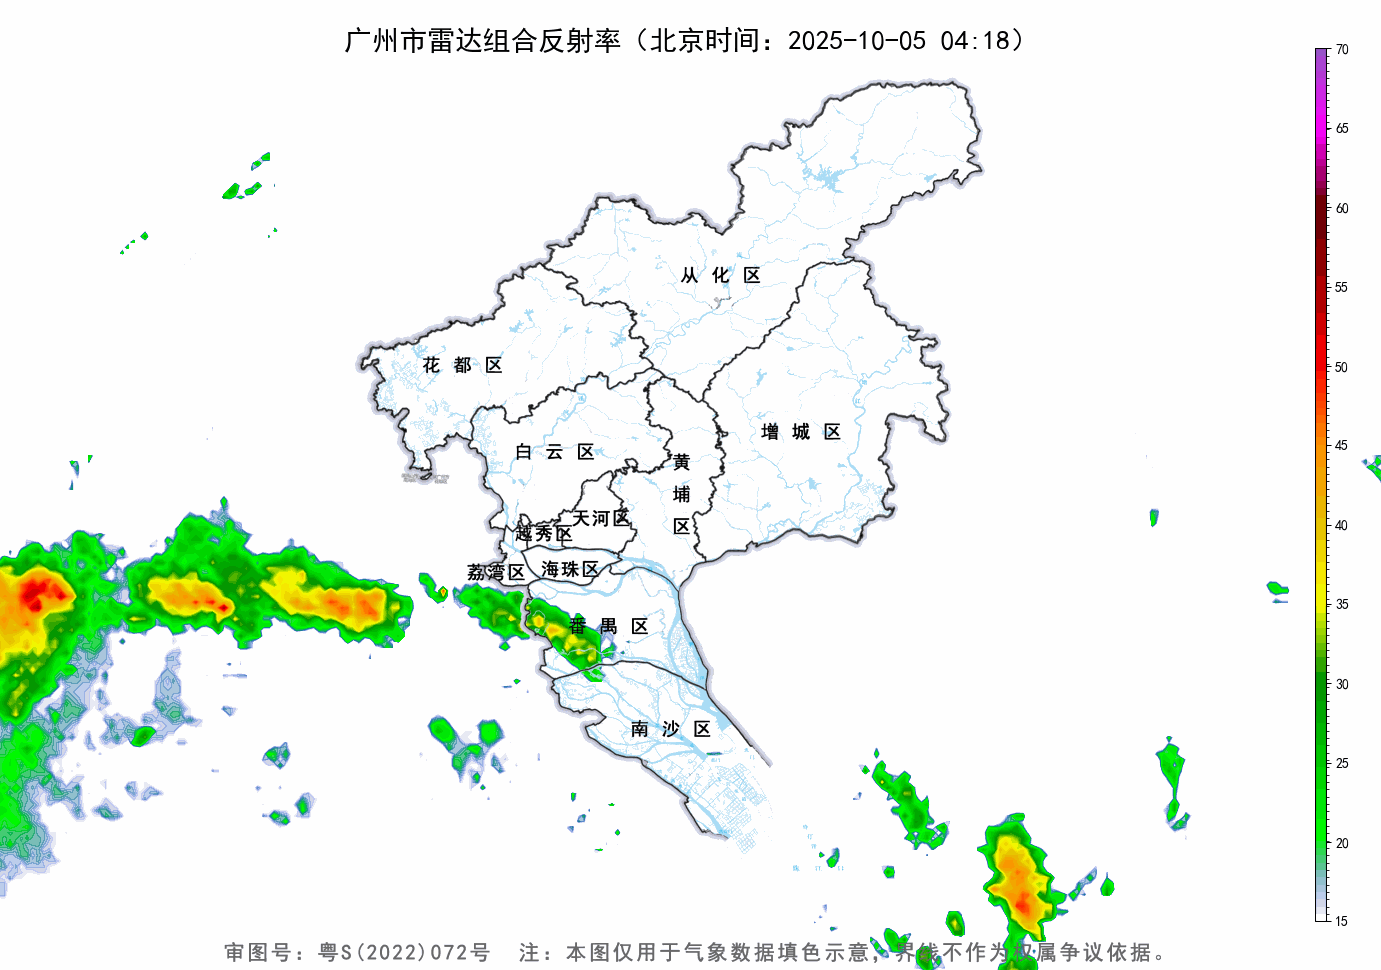 广州市雷达组合反射率（北京时间：2025-10-05 04:18）
70
65
60
55
50
45
40
35
30
25
20
15
从化区
花都区
增城区
白云区
黄埔区
天河区
越秀区
荔湾区
海珠区
番禺区
南沙区
审图号：粤S(2022)072号 注：本图仅用于气象数据填色示意，界线不作为权属争议依据。